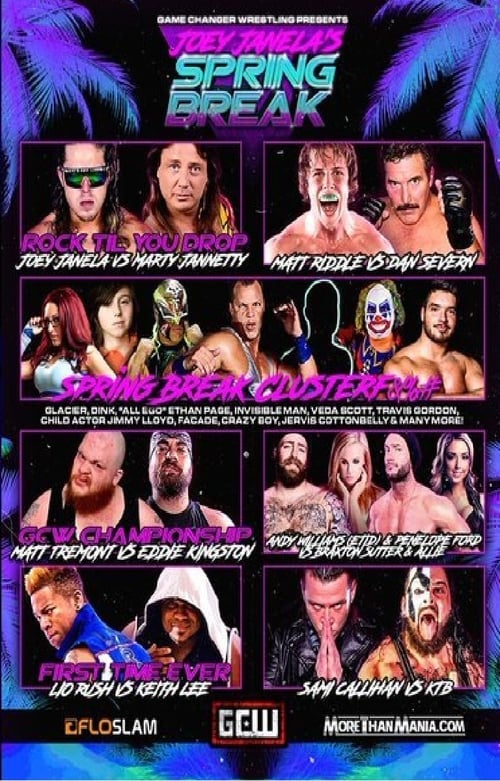 GAME CHANGER WRESTLING PRESENTS
JOEY JANELA'S
SPRING
BREAK
ROCK TIL YOU DROP
JOEY JANELA VS MARTY JANNETTY
MATT RIDDLE VS DAN SEVERN
SPRING BREAK CLUSTERF%&#
GLACIER, DINK, "ALL EGO" ETHAN PAGE, INVISIBLE MAN, VEDA SCOTT, TRAVIS GORDON,
CHILD ACTOR JIMMY LLOYD, FACADE, CRAZY BOY, JERVIS COTTONBELLY & MANY MORE!
GCW CHAMPIONSHIP
MATT TREMONT VS EDDIE KINGSTON
ANDY WILLIAMS (ETID) & PENELOPE FORD
VS BRAXTON SUTTER & ALLIE
FIRST TIME EVER
LIO RUSH VS KEITH LEE
SAMI CALLIHAN VS KTB
FLOSLAM
GCW
MORETHANMANIA.COM